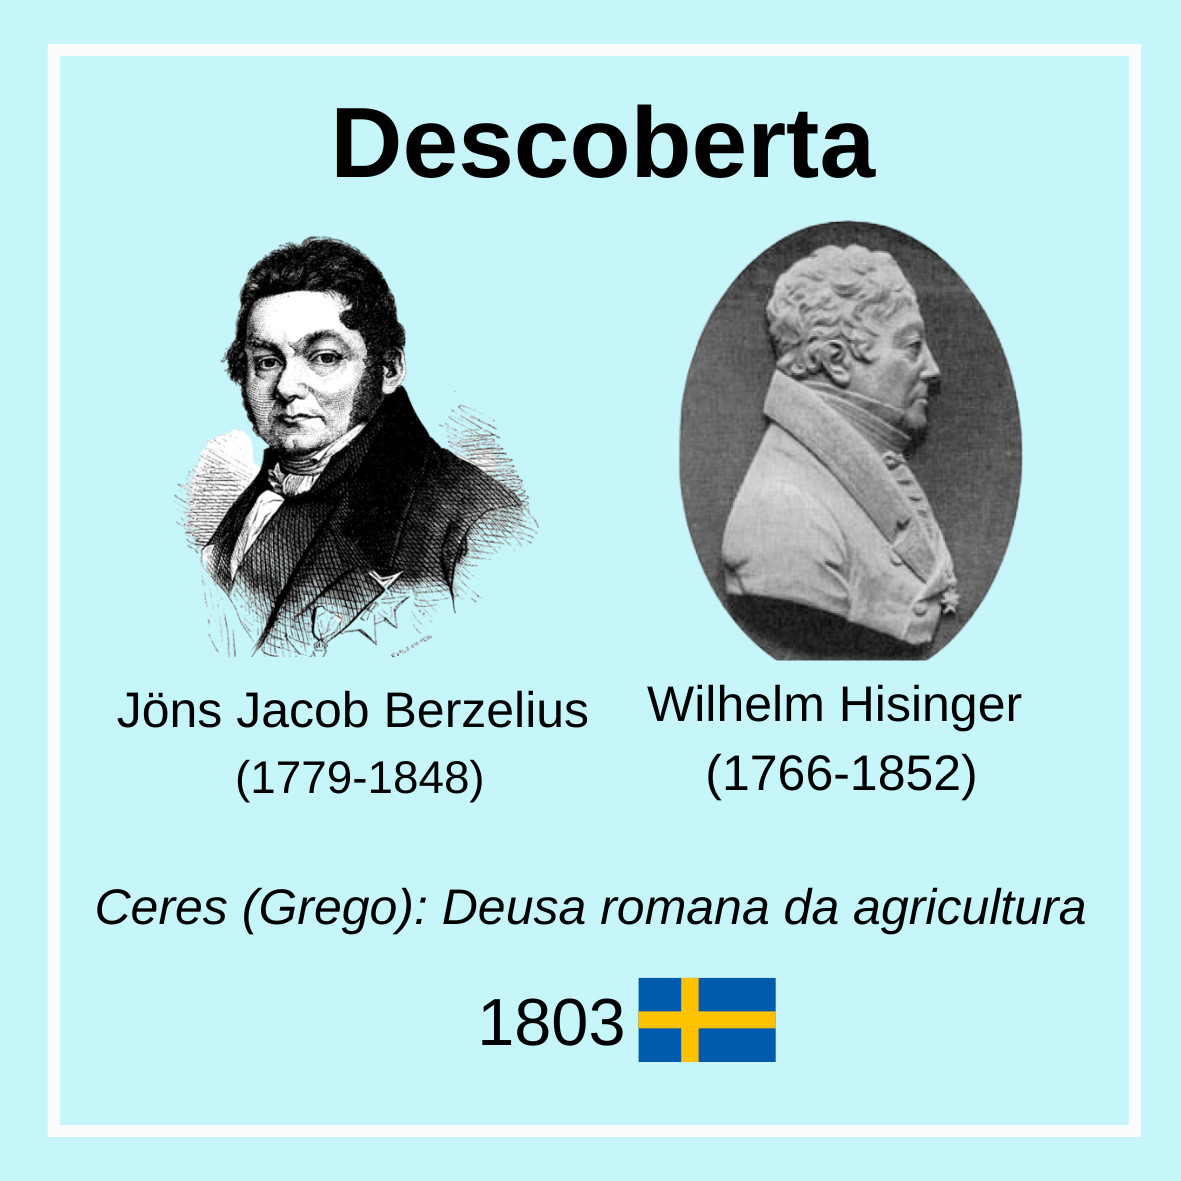 Descoberta
Jöns Jacob Berzelius
(1779-1848)
Wilhelm Hisinger
(1766-1852)
Ceres (Grego): Deusa romana da agricultura
1803